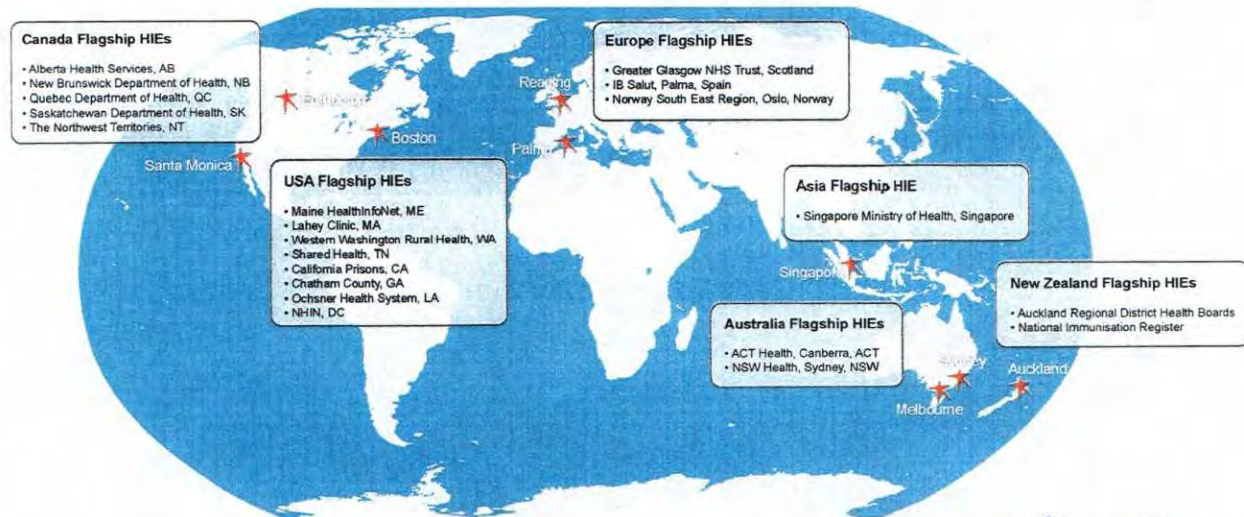 Canada Flagship HIEs
• Alberta Health Services, AB
• New Brunswick Department of Health, NB
• Quebec Department of Health, QC
• Saskatchewan Department of Health, SK
• The Northwest Territories, NT
Europe Flagship HIEs
• Greater Glasgow NHS Trust, Scotland
• IB Salut, Palma, Spain
• Norway South East Region, Oslo, Norway
Reading
Boston
Palma
Santa Monica
USA Flagship HIEs
• Maine HealthInfoNet, ME
• Lahey Clinic, MA
• Western Washington Rural Health, WA
• Shared Health, TN
• California Prisons, CA
• Chatham County, GA
• Ochsner Health System, LA
• NHIN, DC
Asia Flagship HIE
• Singapore Ministry of Health, Singapore
Singapore
New Zealand Flagship HIEs
• Auckland Regional District Health Boards
• National Immunisation Register
Australia Flagship HIEs
• ACT Health, Canberra, ACT
• NSW Health, Sydney, NSW
Sydney
Auckland
Melbourne